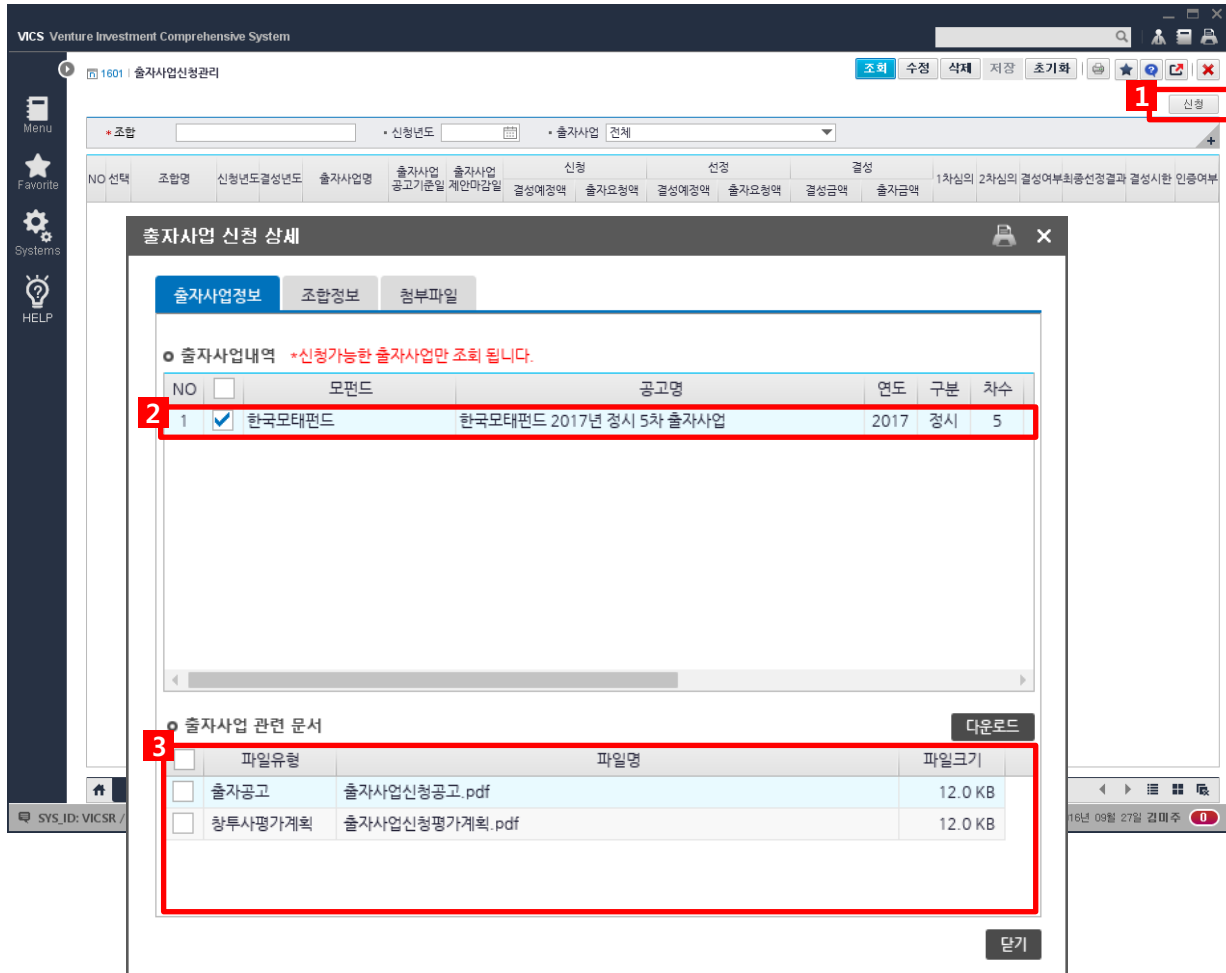 VICS Venture Investment Comprehensive System
1601 출자사업신청관리
조회 수정 삭제 저장 초기화
1
신청
Menu
Favorite
Systems
HELP
*조합 신청년도 출자사업 전체
NO 선택 조합명 신청년도 결성년도 출자사업명 출자사업 공고기준일 출자사업 제안마감일 신청 선정 결성 1차심의 2차심의 결성여부 최종선정결과 결성시한 인증여부
결성예정액 출자요청액 결성예정액 출자요청액 결성금액 출자금액
출자사업 신청 상세
출자사업정보 조합정보 첨부파일
출자사업내역 *신청가능한 출자사업만 조회 됩니다.
NO 모펀드 공고명 연도 구분 차수
2
1 한국모태펀드 한국모태펀드 2017년 정시 5차 출자사업 2017 정시 5
출자사업 관련 문서 다운로드
3
파일유형 파일명 파일크기
출자공고 출자사업신청공고.pdf 12.0 KB
창투사평가계획 출자사업신청평가계획.pdf 12.0 KB
닫기
SYS_ID: VICSR / 16년 09월 27일 김미주 0